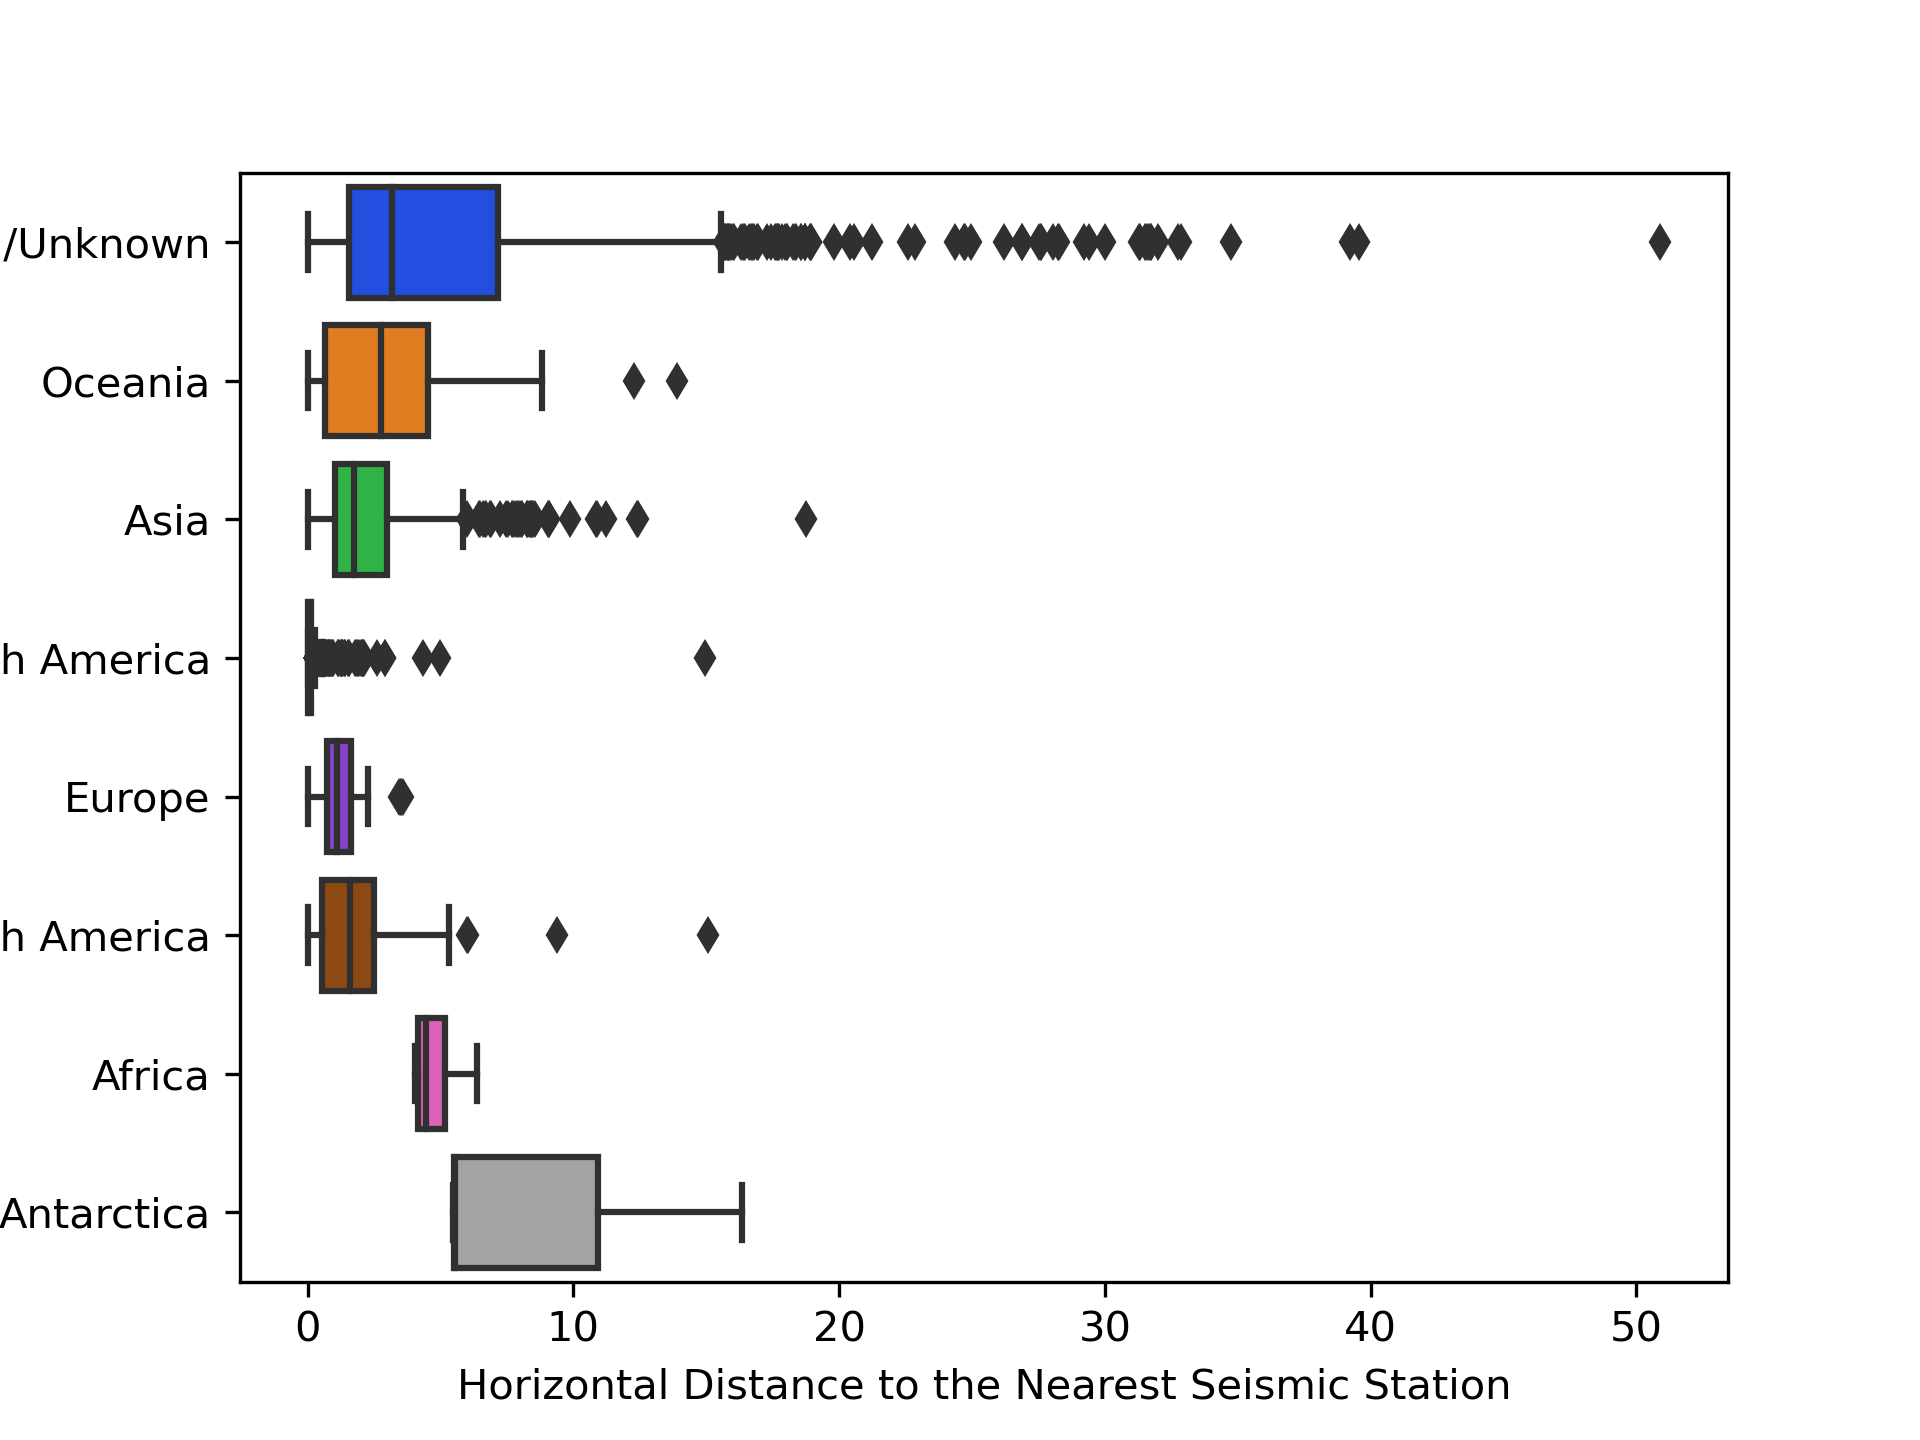 /Unknown
Oceania
Asia
h America
Europe
h America
Africa
Antarctica
0 10 20 30 40 50
Horizontal Distance to the Nearest Seismic Station